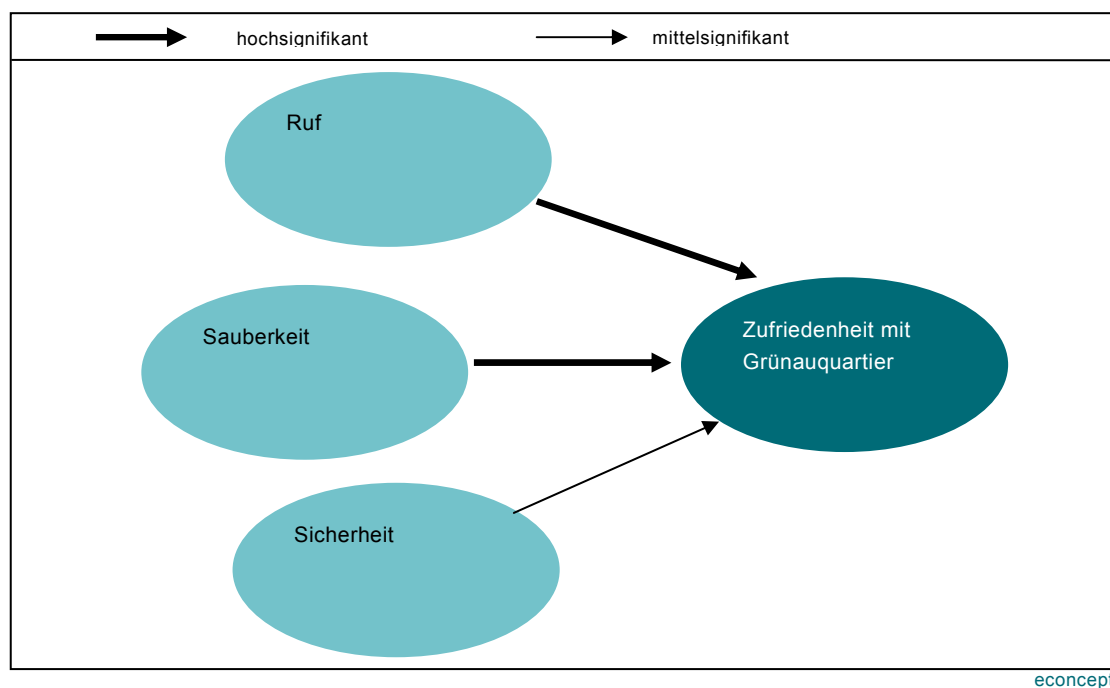 hochsignifikant
mittelsignifikant
Ruf
Sauberkeit
Zufriedenheit mit
Grünauquartier
Sicherheit
econcept